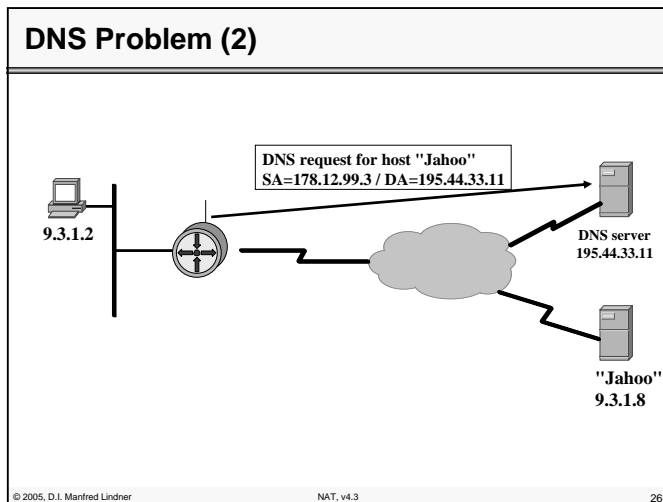 DNS Problem (2)
DNS request for host "Jahoo"
SA=178.12.99.3 / DA=195.44.33.11
9.3.1.2
DNS server
195.44.33.11
"Jahoo"
9.3.1.8
© 2005, D.I. Manfred Lindner
NAT, v4.3
26